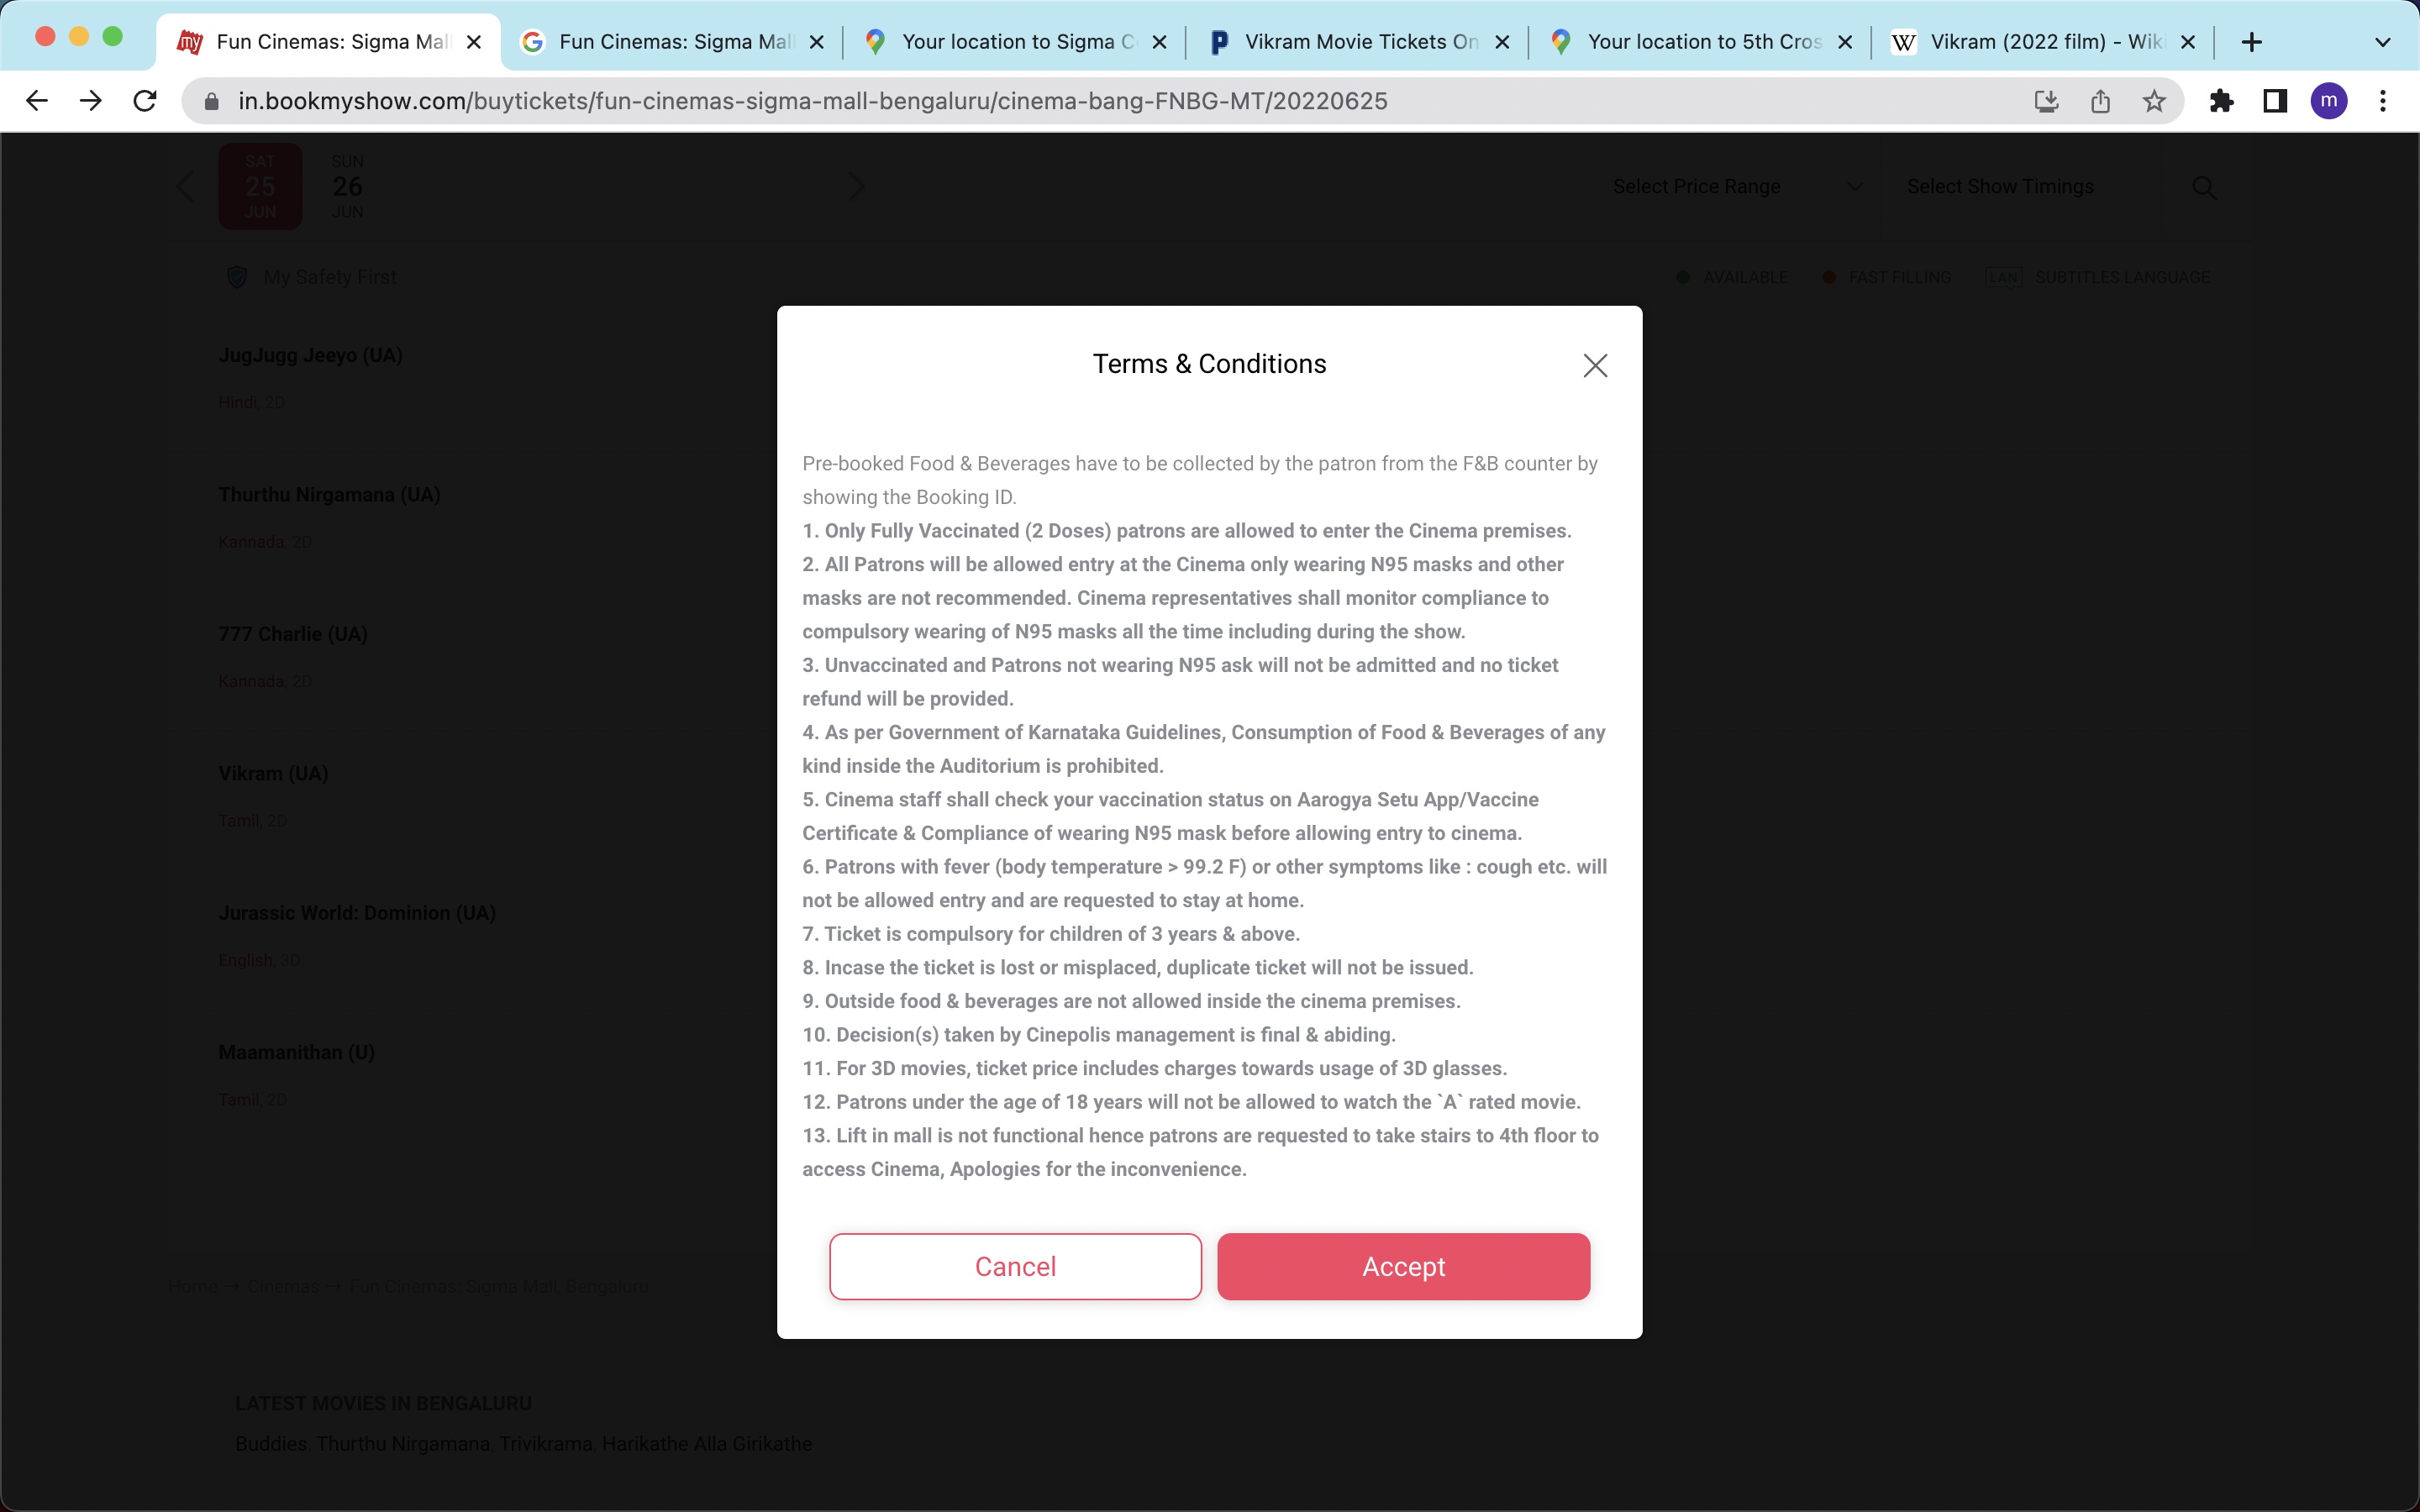 Fun Cinemas: Sigma Mall
Fun Cinemas: Sigma Mall
Your location to Sigma C
Vikram Movie Tickets On
Your location to 5th Cros
W Vikram (2022 film) - Wiki
in.bookmyshow.com/buytickets/fun-cinemas-sigma-mall-bengaluru/cinema-bang-FNBG-MT/20220625
m
SAT
25
JUN
SUN
26
JUN
Select Price Range
Select Show Timings
My Safety First
AVAILABLE
FAST FILLING
LAN
SUBTITLES LANGUAGE
JugJugg Jeeyo (UA)
Hindi, 2D
Thurthu Nirgamana (UA)
Kannada, 2D
777 Charlie (UA)
Kannada, 2D
Vikram (UA)
Tamil, 2D
Jurassic World: Dominion (UA)
English, 3D
Maamanithan (U)
Tamil, 2D
Terms & Conditions
Pre-booked Food & Beverages have to be collected by the patron from the F&B counter by
showing the Booking ID.
1. Only Fully Vaccinated (2 Doses) patrons are allowed to enter the Cinema premises.
2. All Patrons will be allowed entry at the Cinema only wearing N95 masks and other
masks are not recommended. Cinema representatives shall monitor compliance to
compulsory wearing of N95 masks all the time including during the show.
3. Unvaccinated and Patrons not wearing N95 ask will not be admitted and no ticket
refund will be provided.
4. As per Government of Karnataka Guidelines, Consumption of Food & Beverages of any
kind inside the Auditorium is prohibited.
5. Cinema staff shall check your vaccination status on Aarogya Setu App/Vaccine
Certificate & Compliance of wearing N95 mask before allowing entry to cinema.
6. Patrons with fever (body temperature > 99.2 F) or other symptoms like : cough etc. will
not be allowed entry and are requested to stay at home.
7. Ticket is compulsory for children of 3 years & above.
8. Incase the ticket is lost or misplaced, duplicate ticket will not be issued.
9. Outside food & beverages are not allowed inside the cinema premises.
10. Decision(s) taken by Cinepolis management is final & abiding.
11. For 3D movies, ticket price includes charges towards usage of 3D glasses.
12. Patrons under the age of 18 years will not be allowed to watch the `A` rated movie.
13. Lift in mall is not functional hence patrons are requested to take stairs to 4th floor to
access Cinema, Apologies for the inconvenience.
Cancel
Accept
Home → Cinemas → Fun Cinemas: Sigma Mall, Bengaluru
LATEST MOVIES IN BENGALURU
Buddies, Thurthu Nirgamana, Trivikrama, Harikathe Alla Girikathe